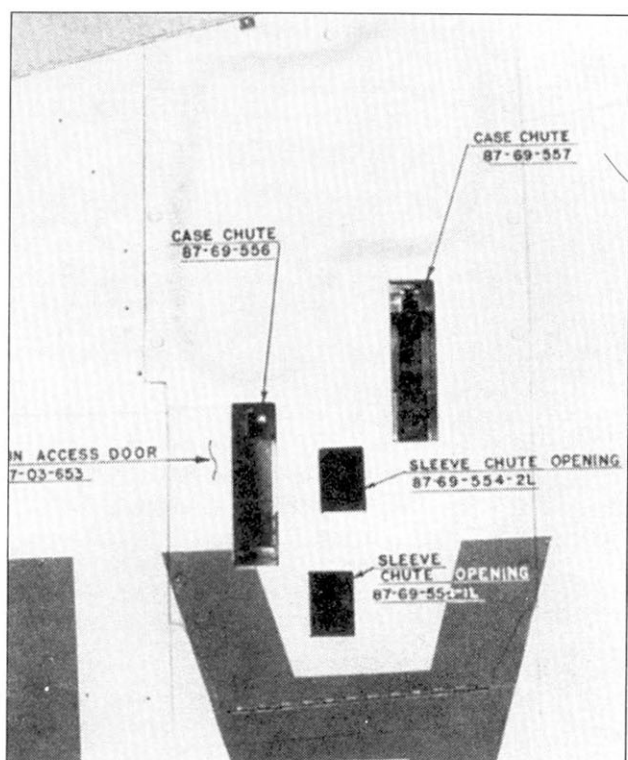 CASE CHUTE
87-69-557
CASE CHUTE
87-69-556
ACCESS DOOR
7-03-653
SLEEVE CHUTE OPENING
87-69-554-2L
SLEEVE
CHUTE OPENING